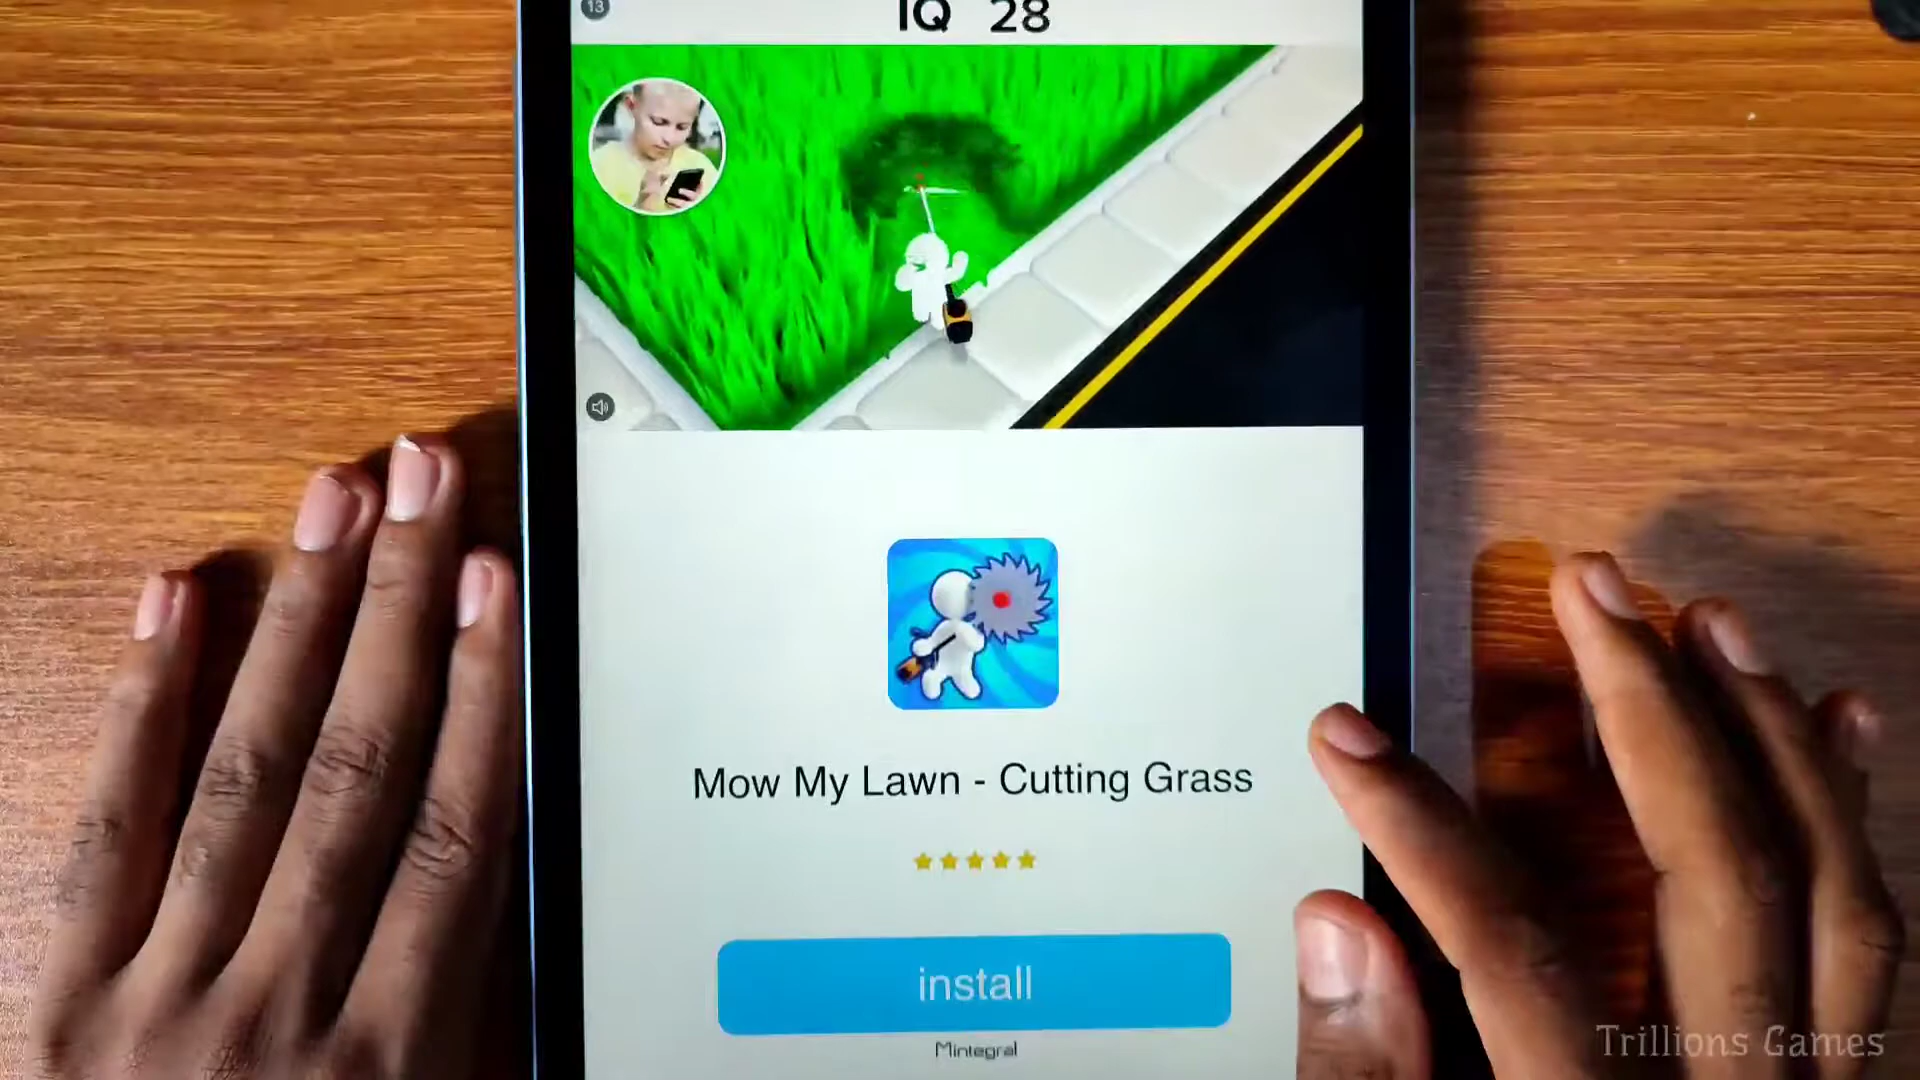 13
IQ 28
Mow My Lawn - Cutting Grass
install
Mintegral
Trillions Games